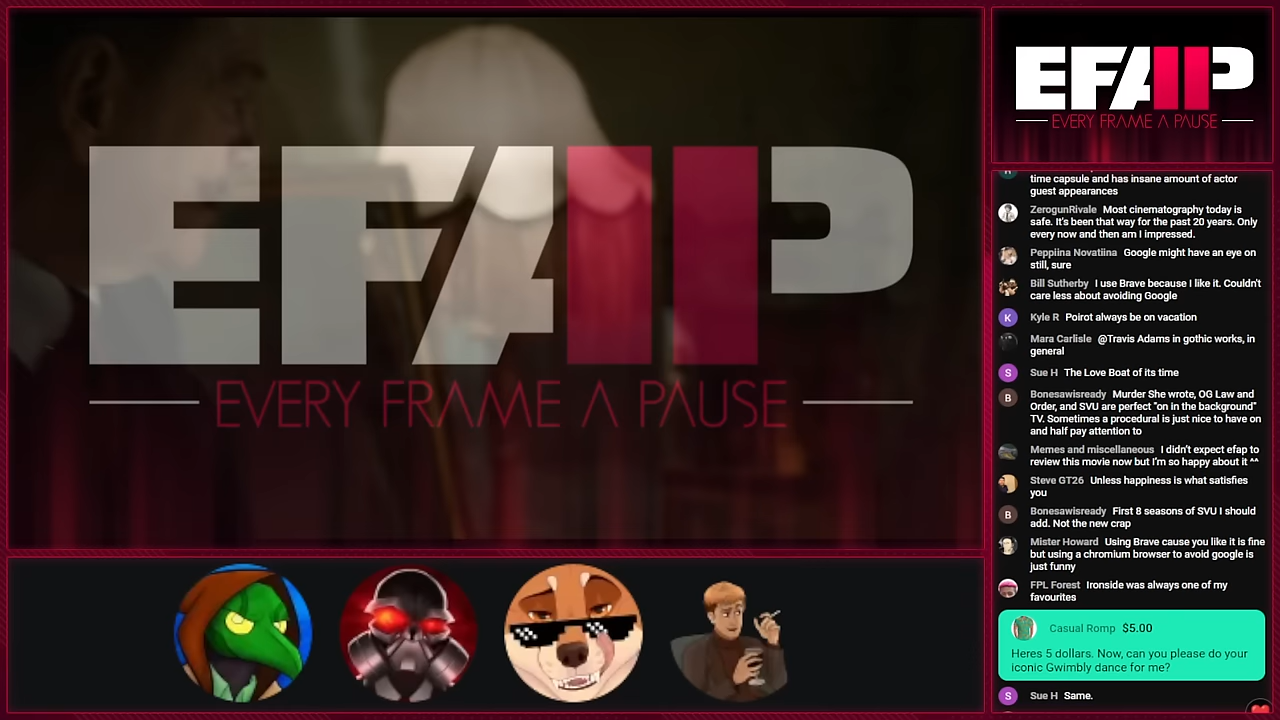 EFAP
EVERY FRAME A PAUSE
EFAP
EVERY FRAME A PAUSE
time capsule and has insane amount of actor
guest appearances
ZerogunRivale Most cinematography today is
safe. It's been that way for the past 20 years. Only
every now and then am I impressed.
Peppiina Novatiina Google might have an eye on
still, sure
Bill Sutherby I use Brave because I like it. Couldn't
care less about avoiding Google
K
Kyle R Poirot always be on vacation
Mara Carlisle @Travis Adams in gothic works, in
general
S
Sue H The Love Boat of its time
B
Bonesawisready Murder She wrote, OG Law and
Order, and SVU are perfect "on in the background"
TV. Sometimes a procedural is just nice to have on
and half pay attention to
Memes and miscellaneous I didn't expect efap to
review this movie now but I'm so happy about it ^^
Steve GT26 Unless happiness is what satisfies
you
B
Bonesawisready First 8 seasons of SVU I should
add. Not the new crap
Mister Howard Using Brave cause you like it is fine
but using a chromium browser to avoid google is
just funny
FPL Forest Ironside was always one of my
favourites
Casual Romp $5.00
Heres 5 dollars. Now, can you please do your
iconic Gwimbly dance for me?
S
Sue H Same.